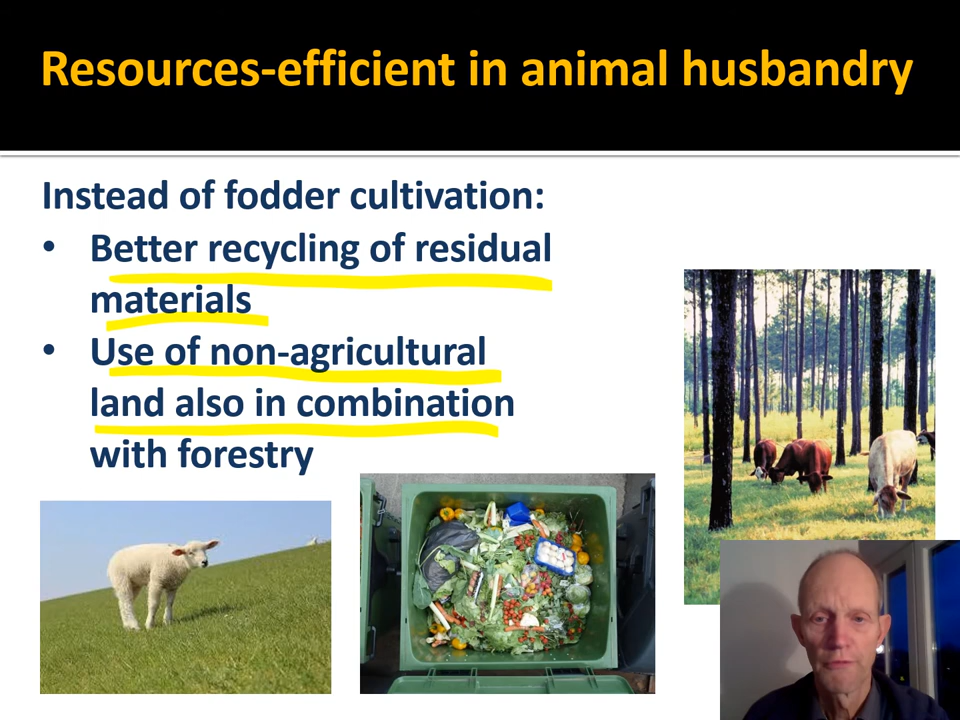 Resources-efficient in animal husbandry
Instead of fodder cultivation:
• Better recycling of residual
materials
• Use of non-agricultural
land also in combination
with forestry